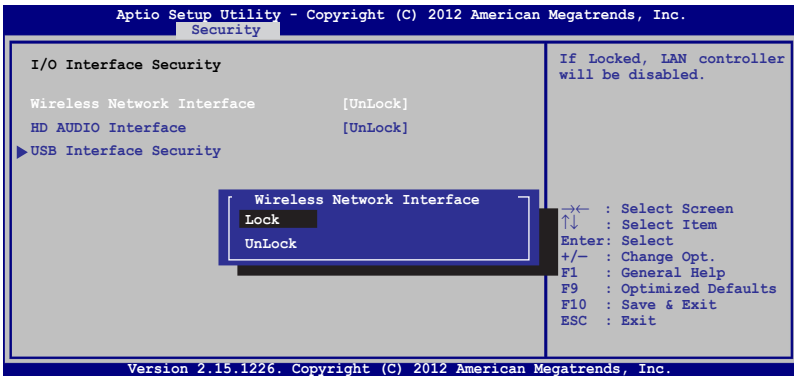 Aptio Setup Utility - Copyright (C) 2012 American Megatrends, Inc.
Security
I/O Interface Security
Wireless Network Interface [UnLock]
HD AUDIO Interface [UnLock]
USB Interface Security
If Locked, LAN controller
will be disabled.
Wireless Network Interface
Lock
UnLock
→← : Select Screen
↑↓ : Select Item
Enter: Select
+/— : Change Opt.
F1 : General Help
F9 : Optimized Defaults
F10 : Save & Exit
ESC : Exit
Version 2.15.1226. Copyright (C) 2012 American Megatrends, Inc.